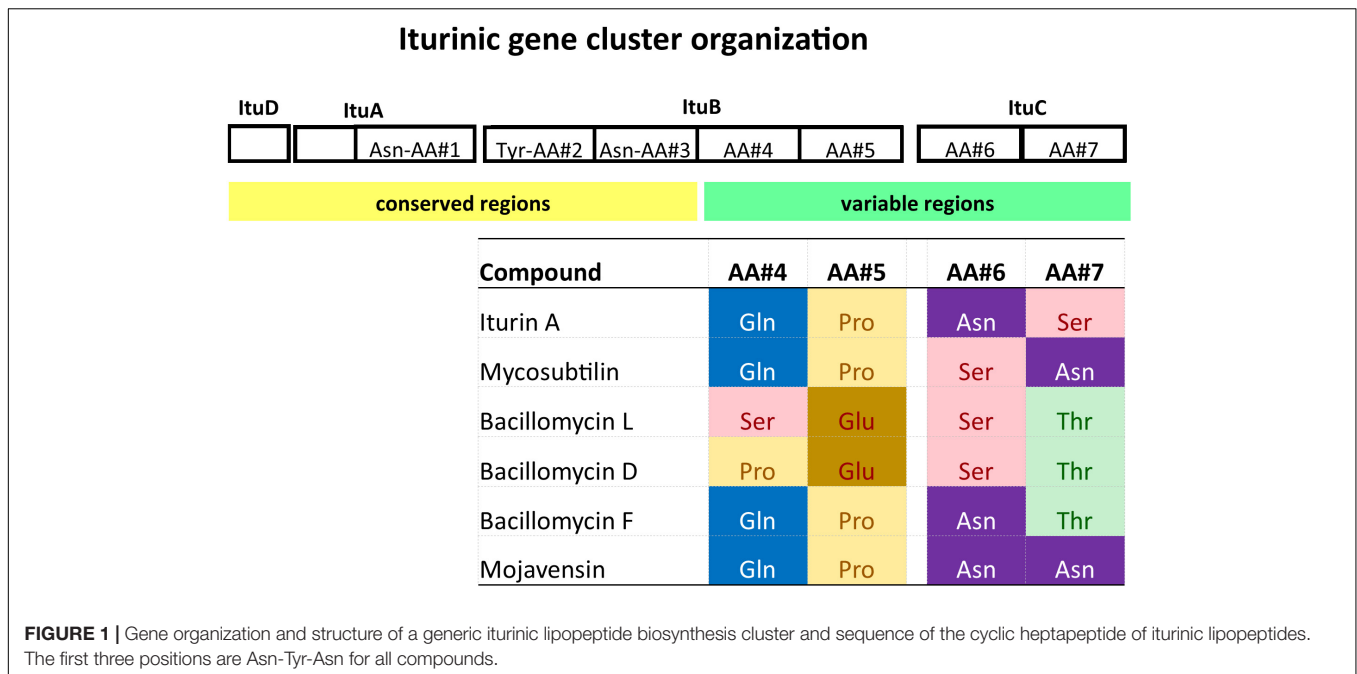 Iturinic gene cluster organization
ItuD ItuA ItuB ItuC
Asn-AA#1 Tyr-AA#2 Asn-AA#3 AA#4 AA#5 AA#6 AA#7
conserved regions variable regions
Compound AA#4 AA#5 AA#6 AA#7
Iturin A Gln Pro Asn Ser
Mycosubtilin Gln Pro Ser Asn
Bacillomycin L Ser Glu Ser Thr
Bacillomycin D Pro Glu Ser Thr
Bacillomycin F Gln Pro Asn Thr
Mojavensin Gln Pro Asn Asn
FIGURE 1 | Gene organization and structure of a generic iturinic lipopeptide biosynthesis cluster and sequence of the cyclic heptapeptide of iturinic lipopeptides.
The first three positions are Asn-Tyr-Asn for all compounds.